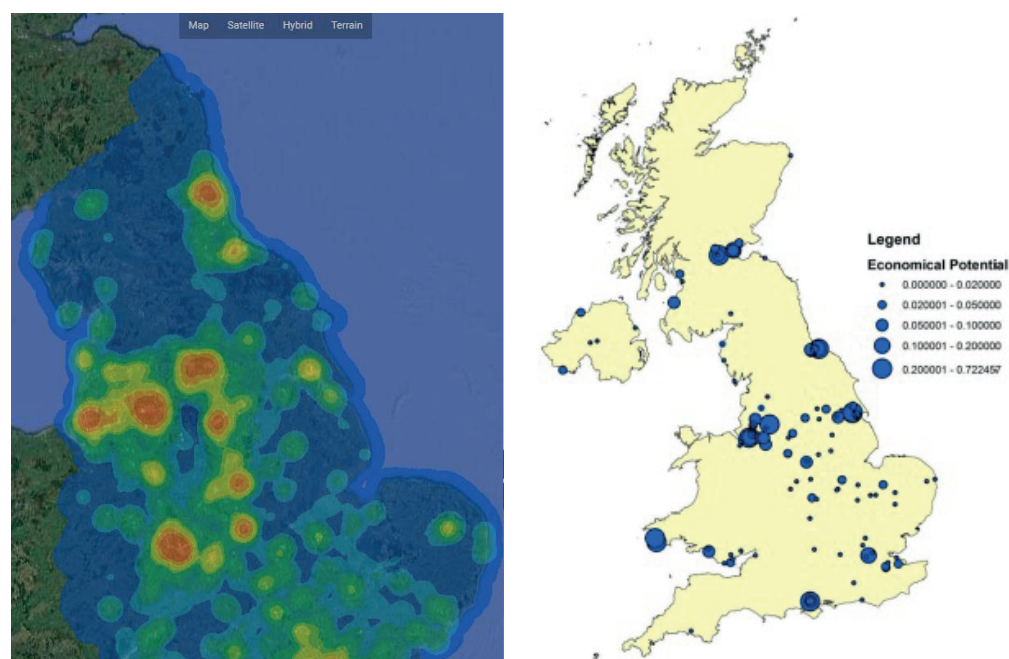 Map Satellite Hybrid Terrain
Legend
Economical Potential
0.000000 - 0.020000
0.020001 - 0.050000
0.050001 - 0.100000
0.100001 - 0.200000
0.200001 - 0.722457